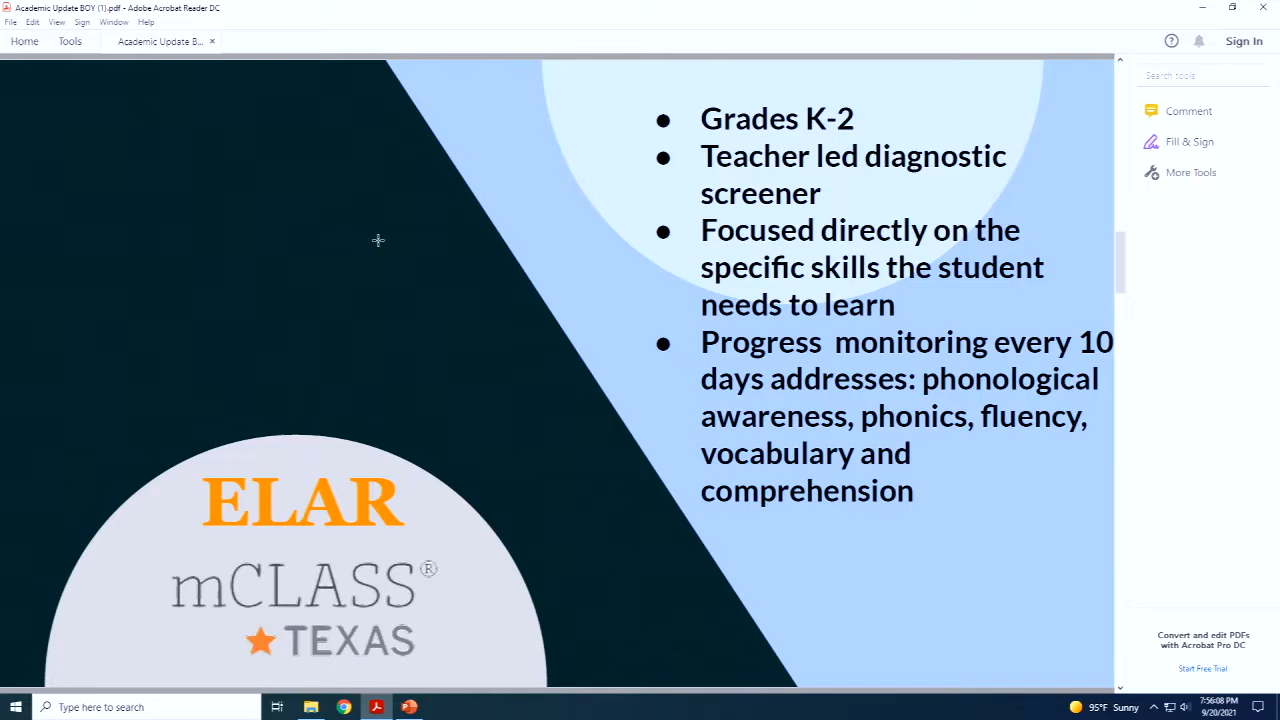 Academic Update BOY (1).pdf - Adobe Acrobat Reader DC
File Edit View Sign Window Help
Home Tools Academic Update B... ×
Sign In
Search tools
Comment
Fill & Sign
More Tools
● Grades K-2
● Teacher led diagnostic
screener
● Focused directly on the
specific skills the student
needs to learn
● Progress monitoring every 10
days addresses: phonological
awareness, phonics, fluency,
vocabulary and
comprehension
ELAR
mCLASS®
TEXAS
Convert and edit PDFs
with Acrobat Pro DC
Start Free Trial
Type here to search
95°F Sunny
7:56:08 PM
9/20/2021